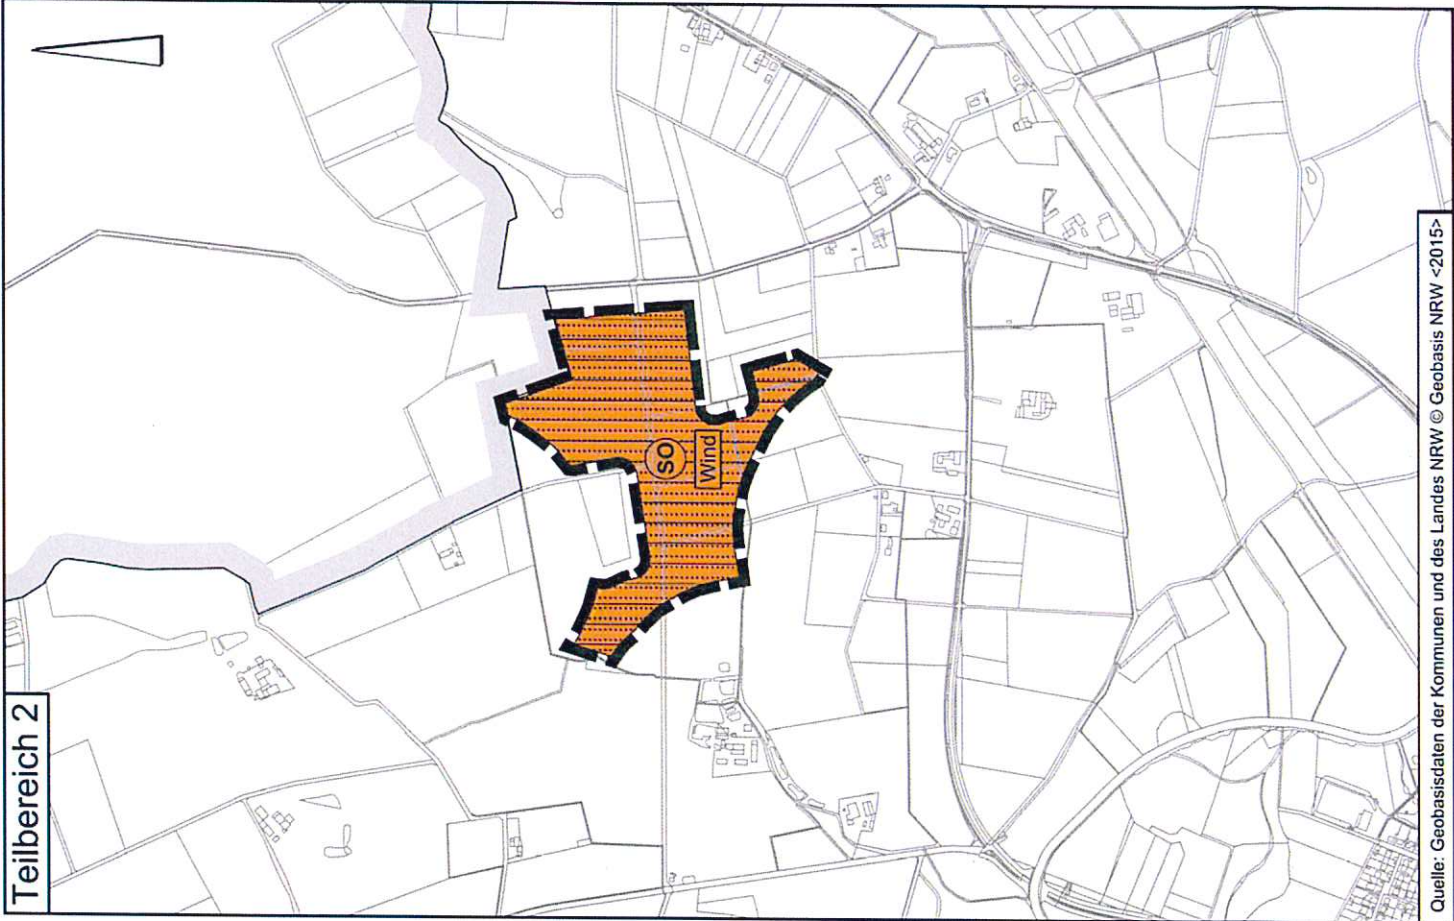 Teilbereich 2
SO
Wind
Quelle: Geobasisdaten der Kommunen und des Landes NRW © Geobasis NRW <2015>